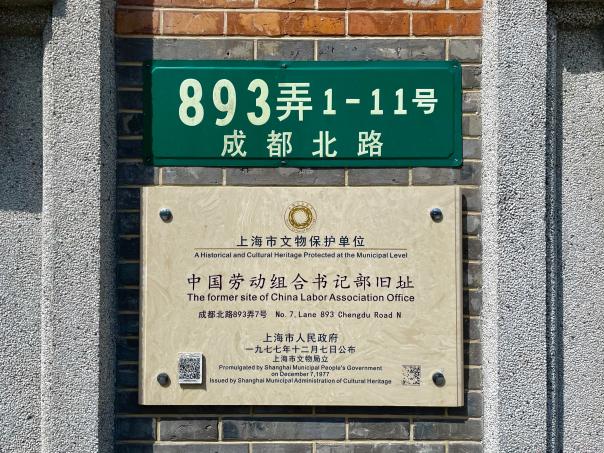 893弄1-11号
成都北路
上海市文物保护单位
A Historical and Cultural Heritage Protected at the Municipal Level
中国劳动组合书记部旧址
The former site of China Labor Association Office
成都北路893弄7号 No. 7, Lane 893 Chengdu Road N
上海市人民政府
一九七七年十二月七日公布
上海市文物局立
Promulgated by Shanghai Municipal People's Government
on December 7,1977
Issued by Shanghai Municipal Administration of Cultural Heritage